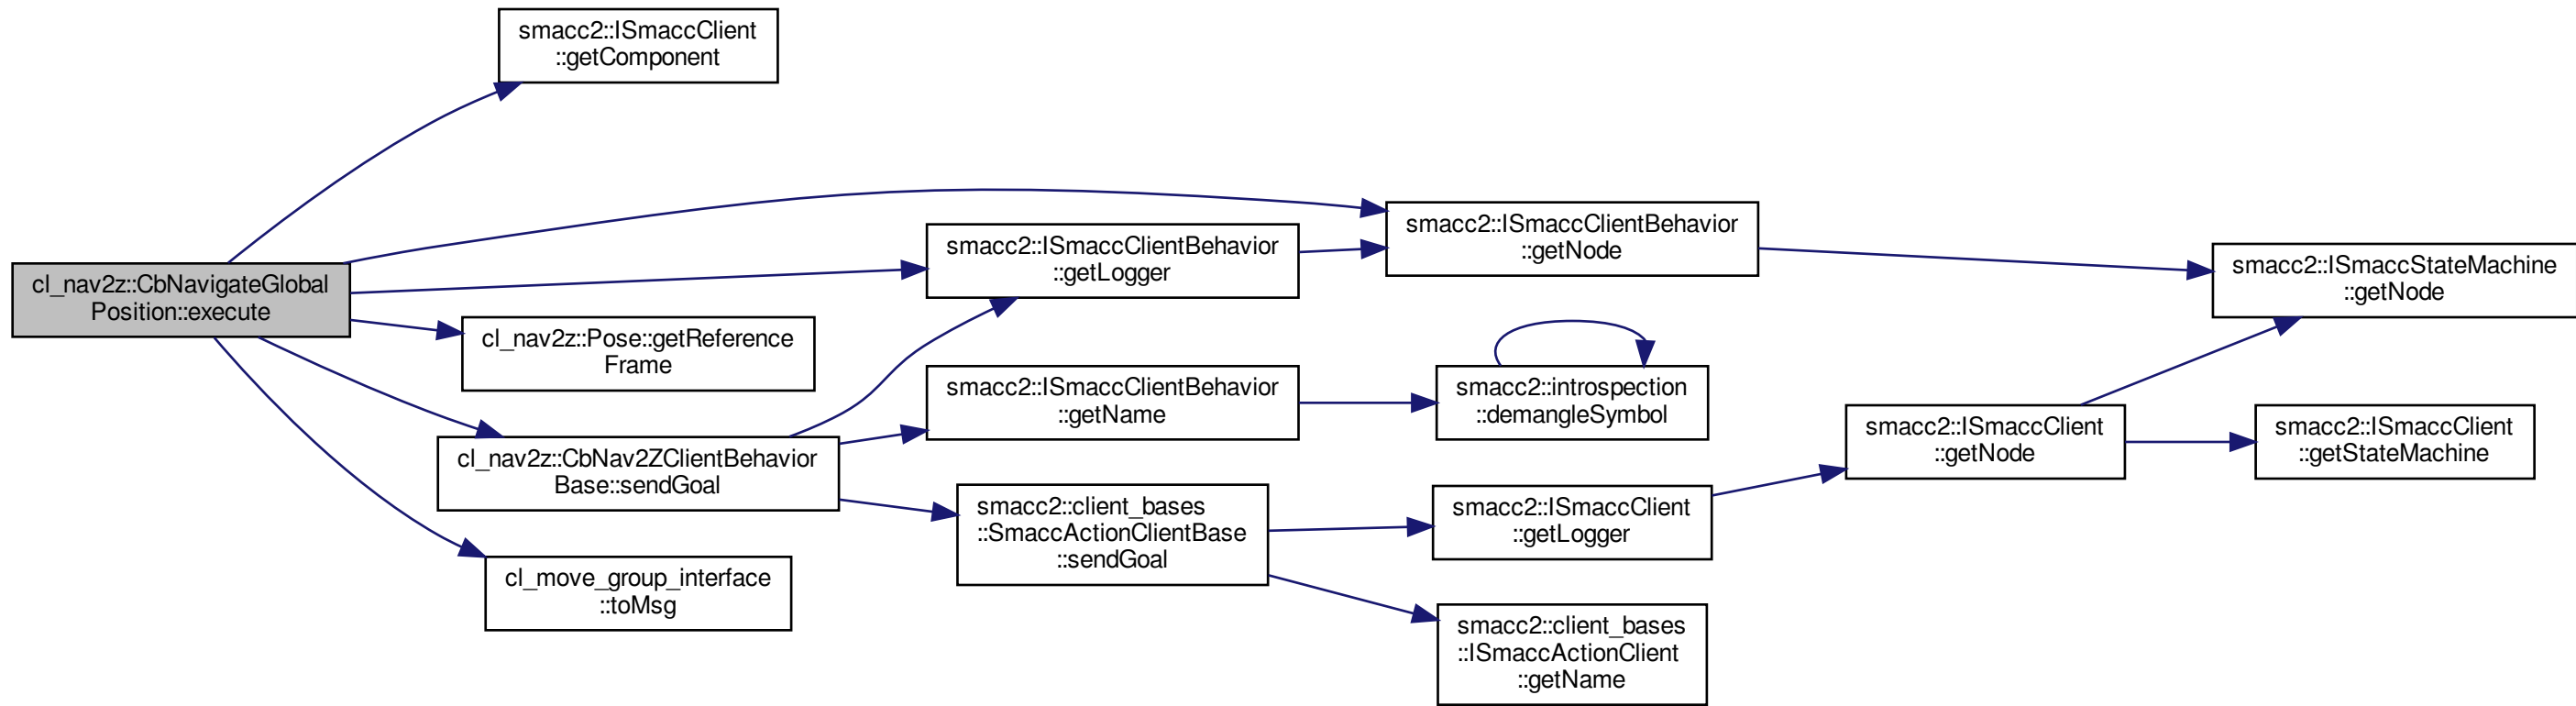 smacc2::ISmaccClient
::getComponent
smacc2::ISmaccClientBehavior
::getNode
smacc2::ISmaccClientBehavior
::getLogger
smacc2::ISmaccStateMachine
::getNode
cl_nav2z::CbNavigateGlobal
Position::execute
cl_nav2z::Pose::getReference
Frame
smacc2::ISmaccClientBehavior
::getName
smacc2::introspection
::demangleSymbol
smacc2::ISmaccClient
::getNode
smacc2::ISmaccClient
::getStateMachine
cl_nav2z::CbNav2ZClientBehavior
Base::sendGoal
smacc2::client_bases
::SmaccActionClientBase
::sendGoal
smacc2::ISmaccClient
::getLogger
cl_move_group_interface
::toMsg
smacc2::client_bases
::ISmaccActionClient
::getName